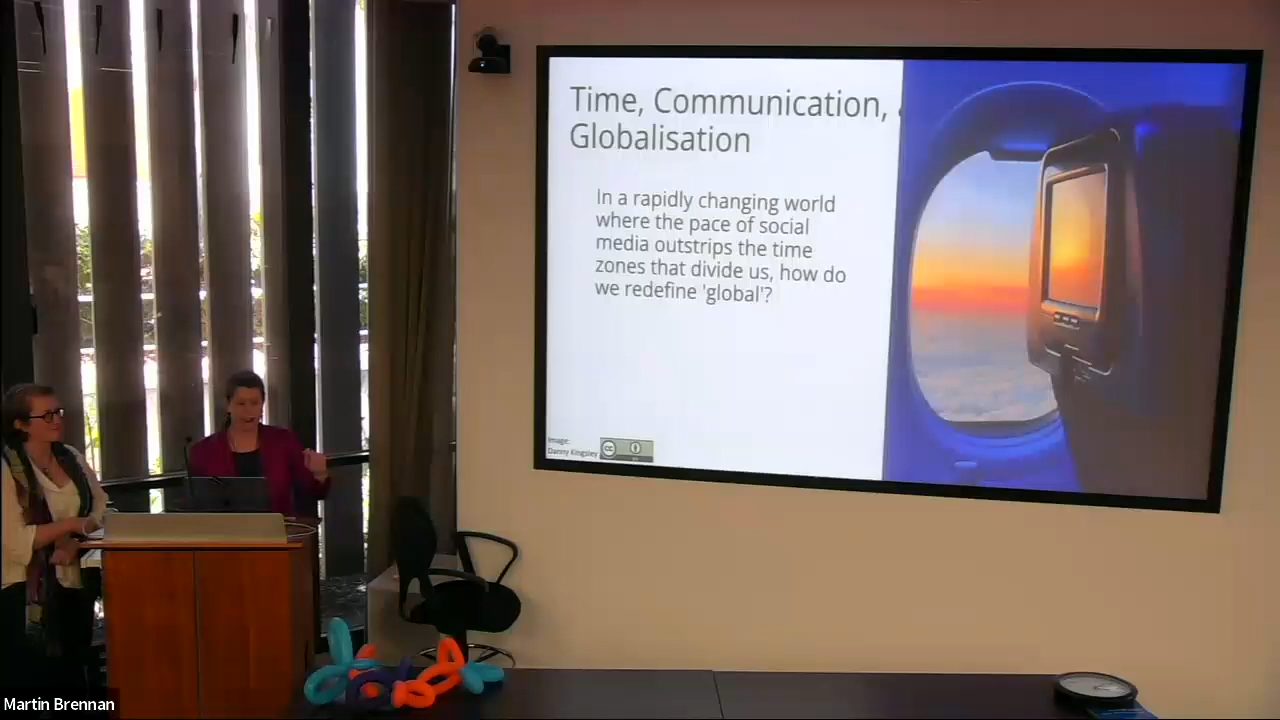 Time, Communication,
Globalisation
In a rapidly changing world
where the pace of social
media outstrips the time
zones that divide us, how do
we redefine 'global'?
Image:
Danny Kingsley
Martin Brennan